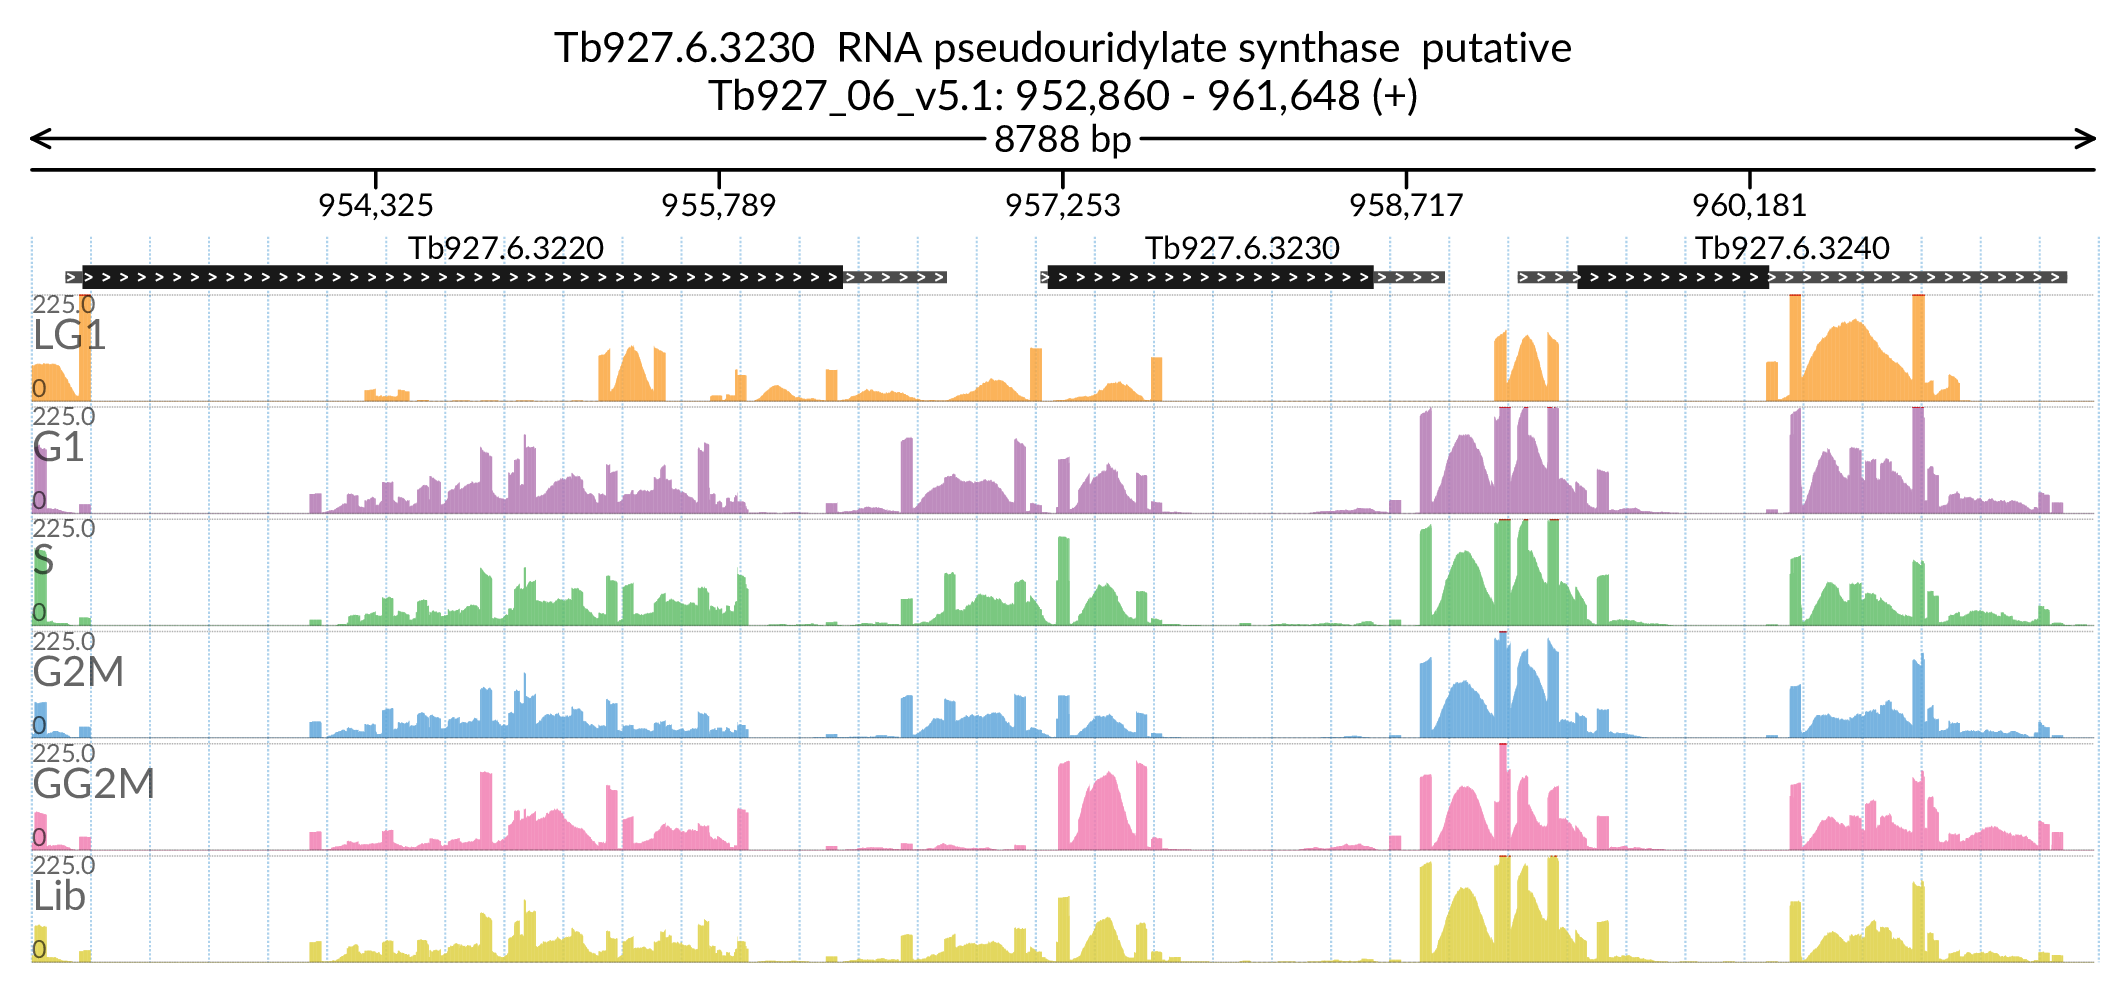 Tb927.6.3230  RNA pseudouridylate synthase  putative
Tb927_06_v5.1: 952,860 - 961,648 (+)
8788 bp
954,325 955,789 957,253 958,717 960,181
Tb927.6.3220 Tb927.6.3230 Tb927.6.3240
225.0
LG1
0
225.0
G1
0
225.0
S
0
225.0
G2M
0
225.0
GG2M
0
225.0
Lib
0